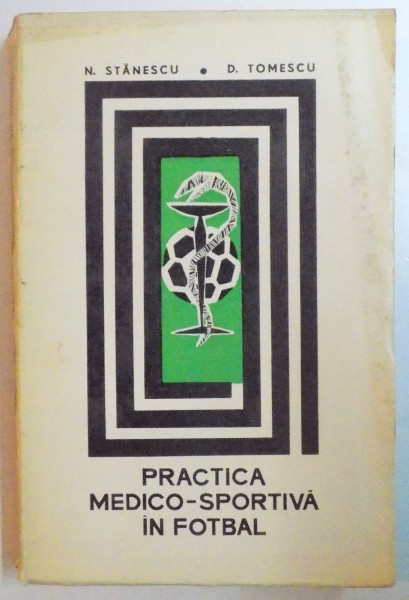 N. STĂNESCU • D. TOMESCU
PRACTICA
MEDICO-SPORTIVĂ
ÎN FOTBAL